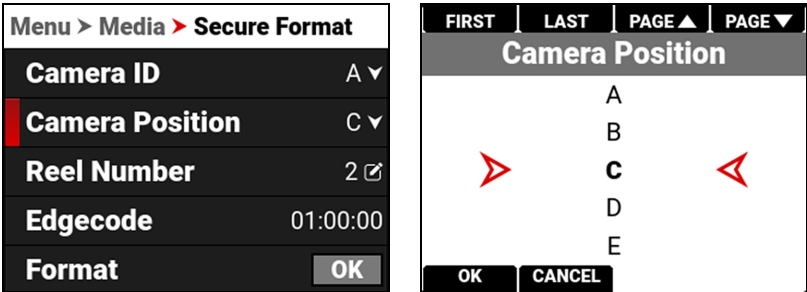 Menu > Media > Secure Format
Camera ID A
Camera Position C
Reel Number 2
Edgecode 01:00:00
Format OK
FIRST LAST PAGE▲ PAGE▼
Camera Position
A
B
C
D
E
OK CANCEL